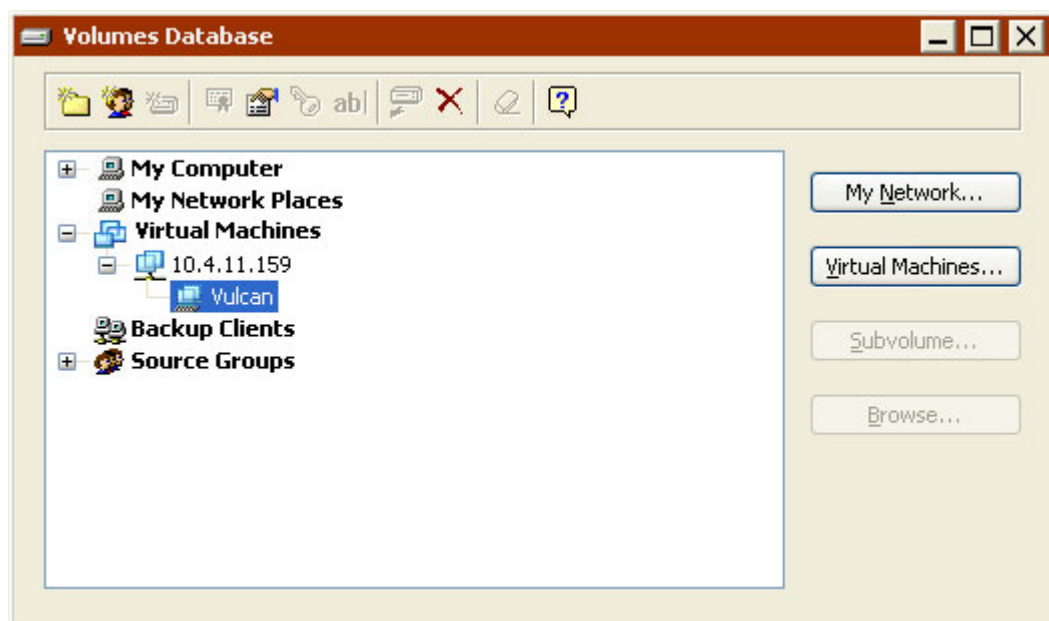 Volumes Database
ab|
My Computer
My Network Places
Virtual Machines
10.4.11.159
Vulcan
Backup Clients
Source Groups
My Network...
Virtual Machines...
Subvolume...
Browse...